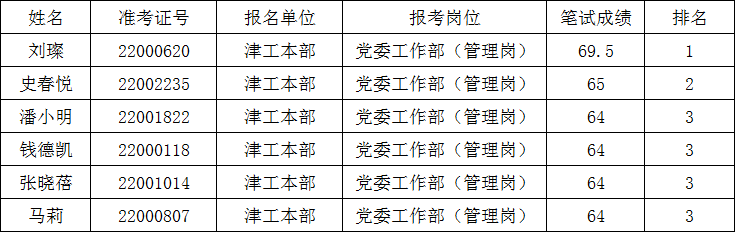 姓名 准考证号 报名单位 报考岗位 笔试成绩 排名
刘璨 22000620 津工本部 党委工作部（管理岗） 69.5 1
史春悦 22002235 津工本部 党委工作部（管理岗） 65 2
潘小明 22001822 津工本部 党委工作部（管理岗） 64 3
钱德凯 22000118 津工本部 党委工作部（管理岗） 64 3
张晓蓓 22001014 津工本部 党委工作部（管理岗） 64 3
马莉 22000807 津工本部 党委工作部（管理岗） 64 3